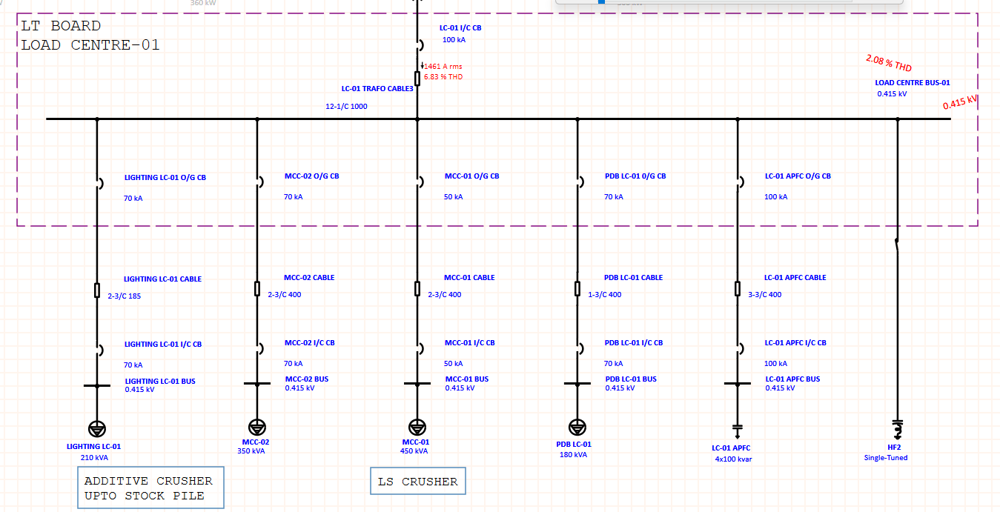 360 kW
LT BOARD
LOAD CENTRE-01
LC-01 I/C CB
100 kA
1461 A rms
6.83 % THD
LC-01 TRAFO CABLE3
12-1/C 1000
2.08 % THD
LOAD CENTRE BUS-01
0.415 kV
0.415 kV
LIGHTING LC-01 O/G CB
70 kA
MCC-02 O/G CB
70 kA
MCC-01 O/G CB
50 kA
PDB LC-01 0/G CB
70 kA
LC-01 APFC O/G CB
100 kA
LIGHTING LC-01 CABLE
2-3/C 185
MCC-02 CABLE
2-3/C 400
MCC-01 CABLE
2-3/C 400
PDB LC-01 CABLE
1-3/C 400
LC-01 APFC CABLE
3-3/C 400
LIGHTING LC-01 I/C CB
70 kA
MCC-02 I/C CB
70 kA
MCC-01 I/C CB
50 kA
PDB LC-01 I/C CB
70 kA
LC-01 APFC I/C CB
100 kA
LIGHTING LC-01 BUS
0.415 kV
MCC-02 BUS
0.415 kV
MCC-01 BUS
0.415 kV
PDB LC-01 BUS
0.415 kV
LC-01 APFC BUS
0.415 kV
LIGHTING LC-01
210 kVA
MCC-02
350 kVA
MCC-01
450 kVA
PDB LC-01
180 kVA
LC-01 APFC
4x100 kvar
HF2
Single-Tuned
ADDITIVE CRUSHER
UPTO STOCK PILE
LS CRUSHER